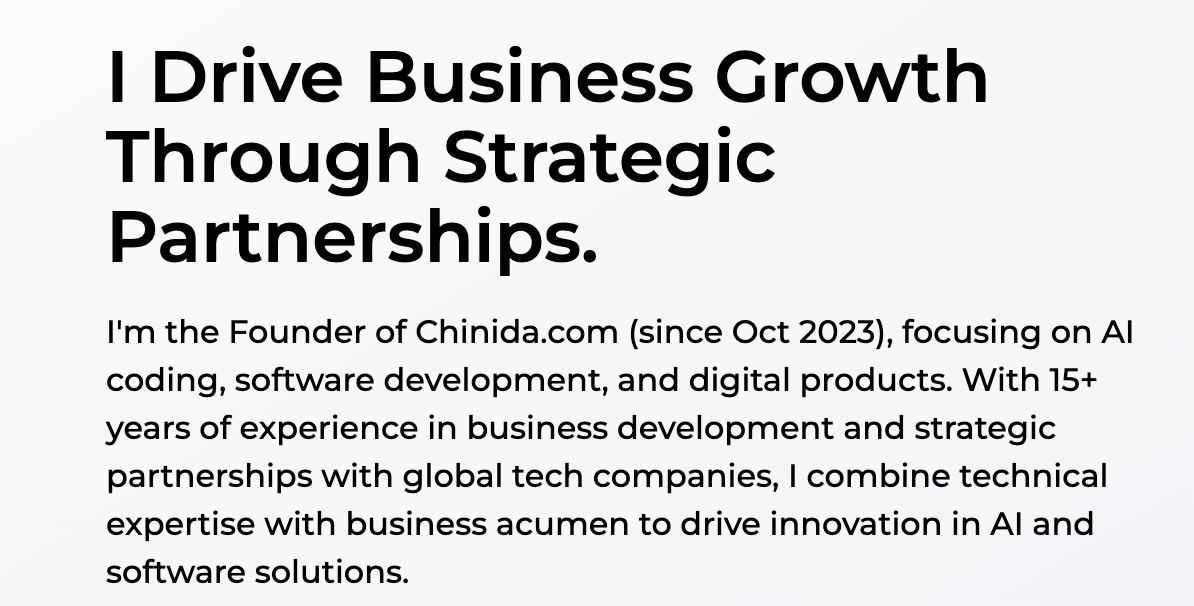 I Drive Business Growth
Through Strategic
Partnerships.
I'm the Founder of Chinida.com (since Oct 2023), focusing on AI
coding, software development, and digital products. With 15+
years of experience in business development and strategic
partnerships with global tech companies, I combine technical
expertise with business acumen to drive innovation in AI and
software solutions.